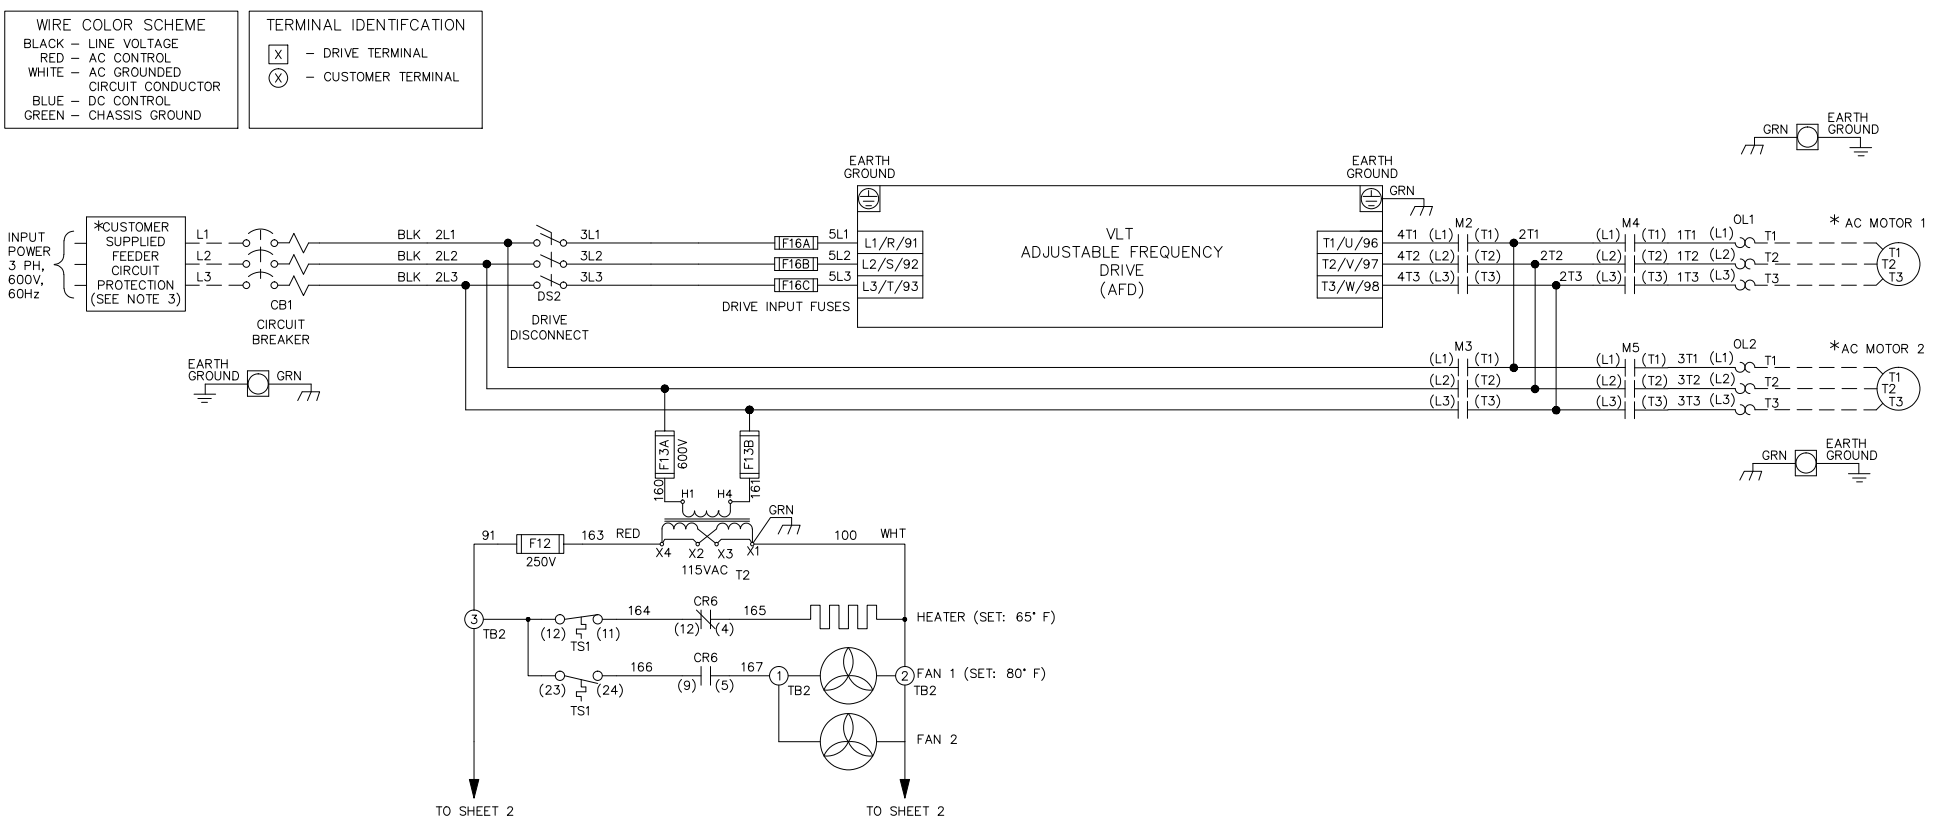 WIRE COLOR SCHEME
BLACK – LINE VOLTAGE
RED – AC CONTROL
WHITE – AC GROUNDED
CIRCUIT CONDUCTOR
BLUE – DC CONTROL
GREEN – CHASSIS GROUND
TERMINAL IDENTIFCATION
X – DRIVE TERMINAL
X – CUSTOMER TERMINAL
EARTH
GROUND
GRN
EARTH
GROUND
EARTH
GROUND
GRN
INPUT
POWER
3 PH,
600V,
60Hz
*CUSTOMER
SUPPLIED
FEEDER
CIRCUIT
PROTECTION
(SEE NOTE 3)
L1
L2
L3
CB1
CIRCUIT
BREAKER
BLK 2L1
BLK 2L2
BLK 2L3
DS2
DRIVE
DISCONNECT
3L1
3L2
3L3
F16A
F16B
F16C
DRIVE INPUT FUSES
5L1
5L2
5L3
L1/R/91
L2/S/92
L3/T/93
VLT
ADJUSTABLE FREQUENCY
DRIVE
(AFD)
T1/U/96
T2/V/97
T3/W/98
4T1 (L1) M2 (T1) 2T1 (L1) M4 (T1) 1T1 (L1) OL1 T1
4T2 (L2) (T2) 2T2 (L2) (T2) 1T2 (L2) T2
4T3 (L3) (T3) 2T3 (L3) (T3) 1T3 (L3) T3
* AC MOTOR 1
T1
T2
T3
EARTH
GROUND
GRN
M3 M5 OL2
(L1) (T1) (L1) (T1) 3T1 (L1) T1
(L2) (T2) (L2) (T2) 3T2 (L2) T2
(L3) (T3) (L3) (T3) 3T3 (L3) T3
*AC MOTOR 2
T1
T2
T3
GRN
EARTH
GROUND
F13A
600V
F13B
160
161
H1 H4
GRN
91 F12 163 RED
250V
X4 X2 X3 X1
115VAC T2
100 WHT
3
TB2
(12) (11)
TS1
164
CR6
(12) (4)
165
HEATER (SET: 65° F)
(23) (24)
TS1
166
CR6
(9) (5)
167
1
TB2
2
TB2
FAN 1 (SET: 80° F)
FAN 2
TO SHEET 2
TO SHEET 2